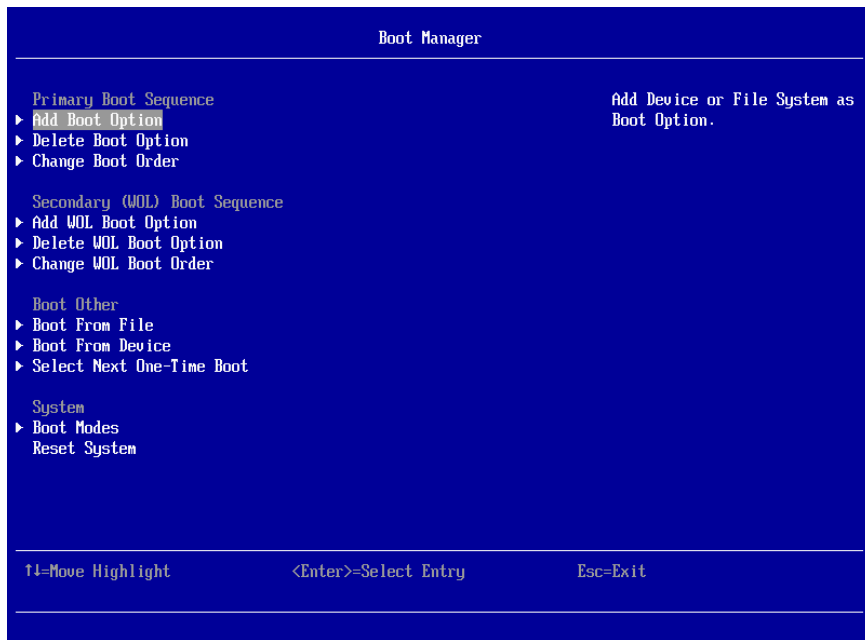 Boot Manager
Primary Boot Sequence
Add Boot Option
Delete Boot Option
Change Boot Order
Secondary (WOL) Boot Sequence
Add WOL Boot Option
Delete WOL Boot Option
Change WOL Boot Order
Boot Other
Boot From File
Boot From Device
Select Next One-Time Boot
System
Boot Modes
Reset System
Add Device or File System as
Boot Option.
↑↓=Move Highlight <Enter>=Select Entry Esc=Exit